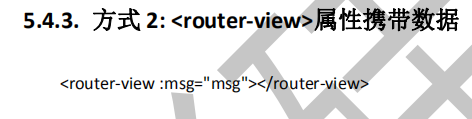 5.4.3. 方式 2: <router-view>属性携带数据
<router-view :msg="msg"></router-view>